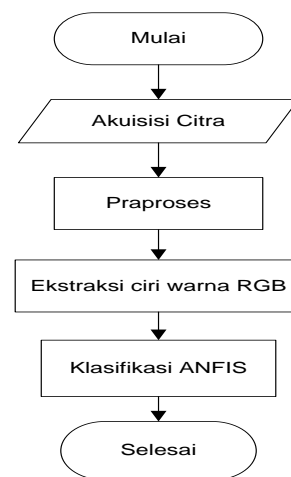 Mulai
Akuisisi Citra
Praproses
Ekstraksi ciri warna RGB
Klasifikasi ANFIS
Selesai